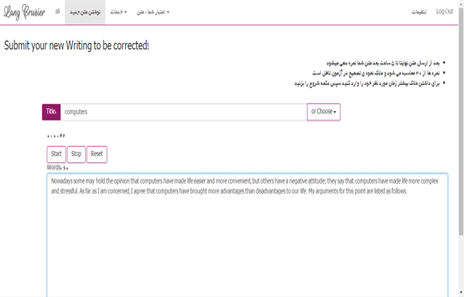 Lang Crusier
نوشتن متن جدید
خدمات
اعتبار شما : متن
تنظیمات
Log Out
Submit your new Writing to be corrected!
بعد از ارسال متن نهایتا تا ۵ ساعت بعد متن شما نمره دهی میشود
نمره ها از ۳۰ محاسبه می شود و ملاک نحوه ی تصحیح در آزمون تافل است
برای داشتن ملاک بیشتر زمان مورد نظر خود را وارد کنید سپس دکمه شروع را بزنید
Title: computers or Choose
Start Stop Reset
Words:
Nowadays some may hold the opinion that computers have made life easier and more convenient, but others have a negative attitude; they say that computers have made life more complex
and stressful. As far as I am concerned, I agree that computers have brought more advantages than disadvantages to our life. My arguments for this point are listed as follows.